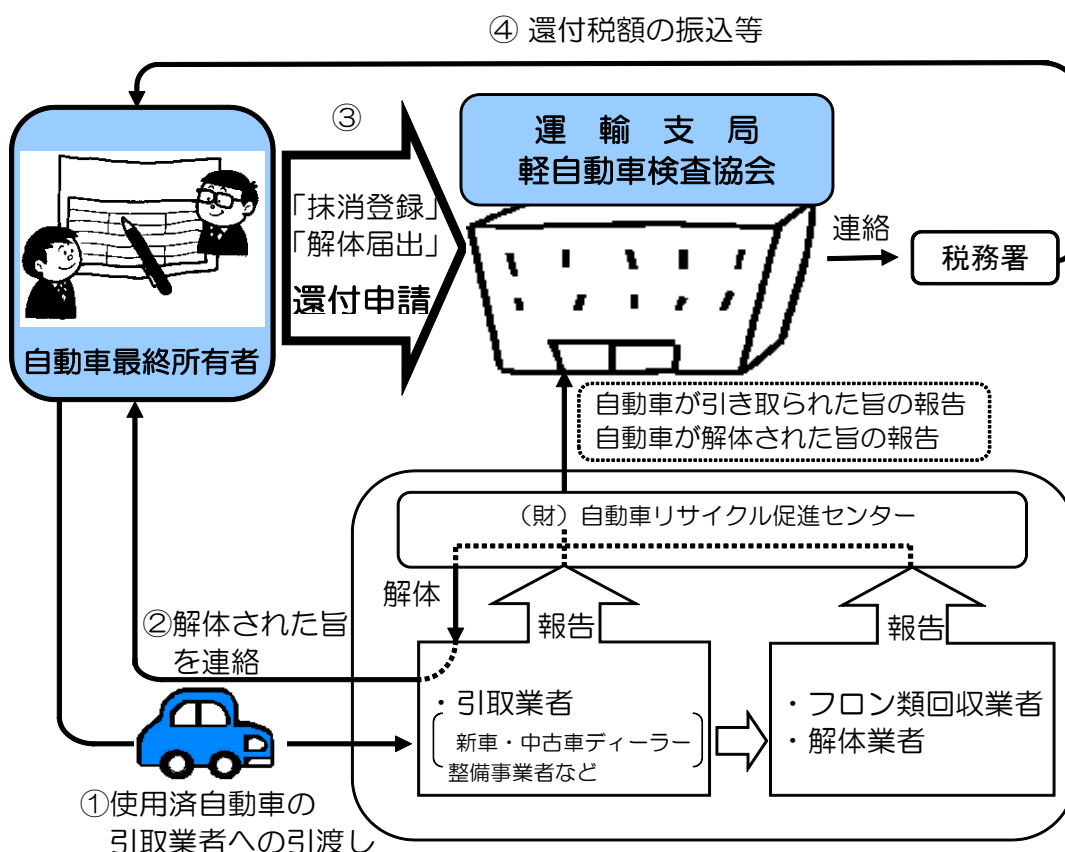 ④ 還付税額の振込等
③
運輸支局
軽自動車検査協会
「抹消登録」
「解体届出」
還付申請
連絡
税務署
自動車最終所有者
自動車が引き取られた旨の報告
自動車が解体された旨の報告
（財）自動車リサイクル促進センター
解体
報告
報告
②解体された旨
を連絡
・引取業者
新車・中古車ディーラー
整備事業者など
・フロン類回収業者
・解体業者
①使用済自動車の
引取業者への引渡し